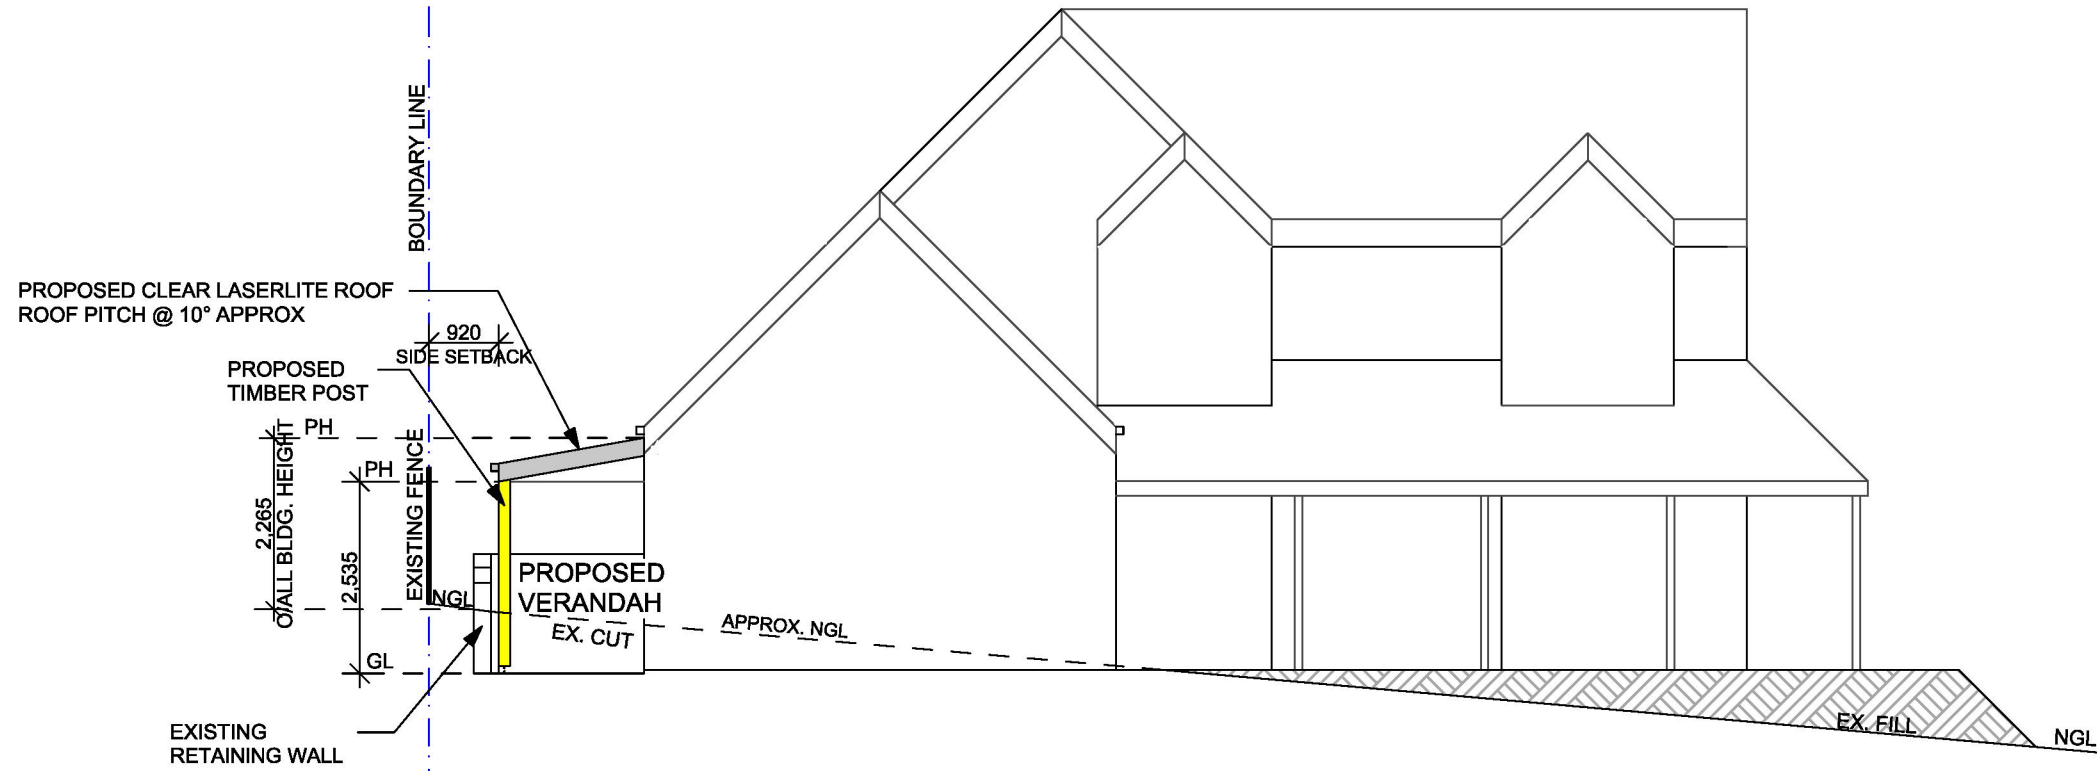 BOUNDARY LINE
PROPOSED CLEAR LASERLITE ROOF
ROOF PITCH @ 10° APPROX
920
SIDE SETBACK
PROPOSED
TIMBER POST
PH
PH
2,265
O/ALL BLDG. HEIGHT
2,535
EXISTING FENCE
NGL
GL
PROPOSED
VERANDAH
EX. CUT
APPROX. NGL
EXISTING
RETAINING WALL
EX. FILL
NGL